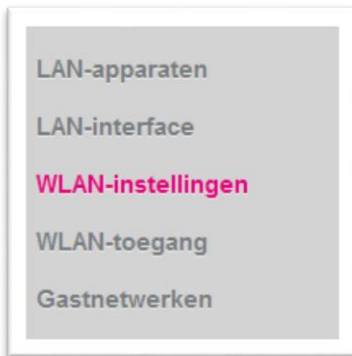 LAN-apparaten
LAN-interface
WLAN-instellingen
WLAN-toegang
Gastnetwerken